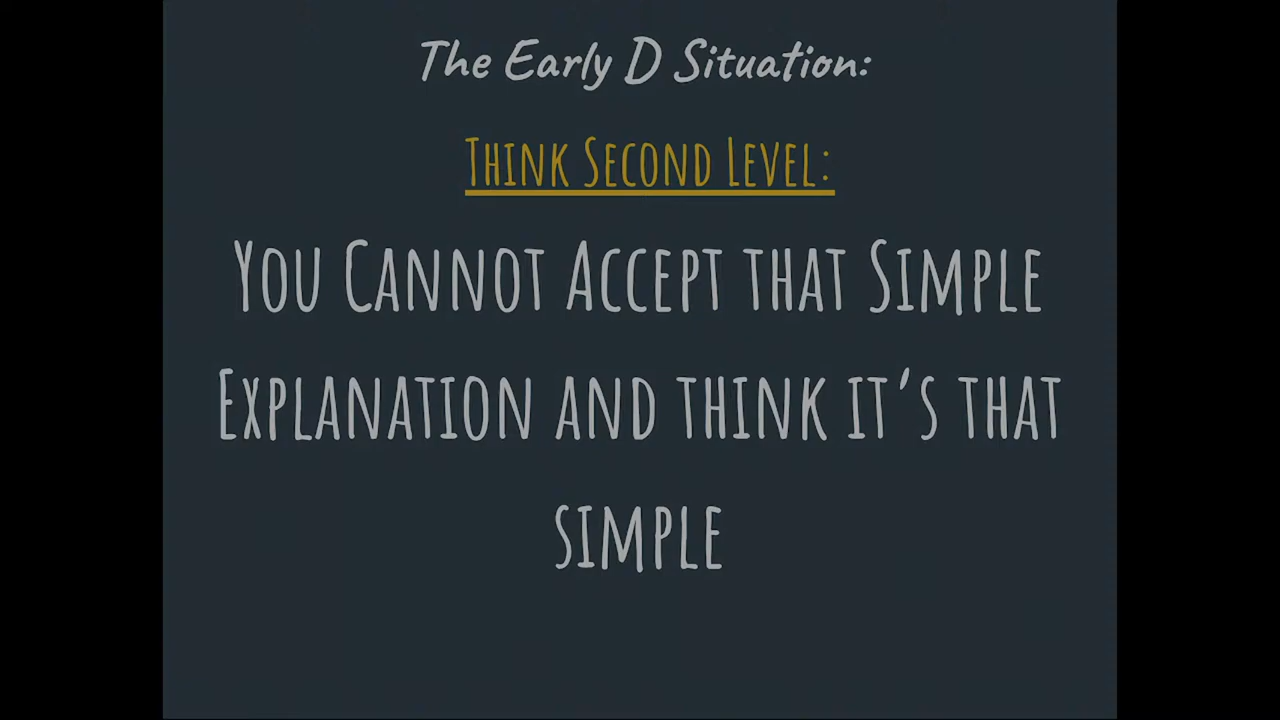 The Early D Situation:
Think Second Level:
You Cannot Accept that Simple
Explanation and think it's that
simple